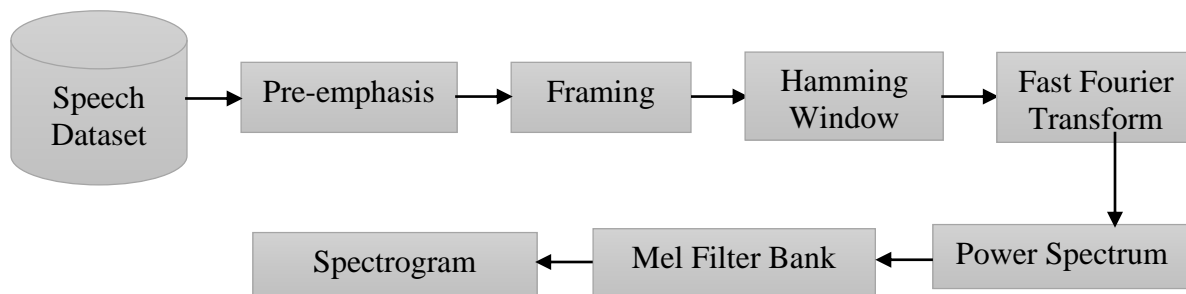 Speech
Dataset
Pre-emphasis
Framing
Hamming
Window
Fast Fourier
Transform
Power Spectrum
Mel Filter Bank
Spectrogram